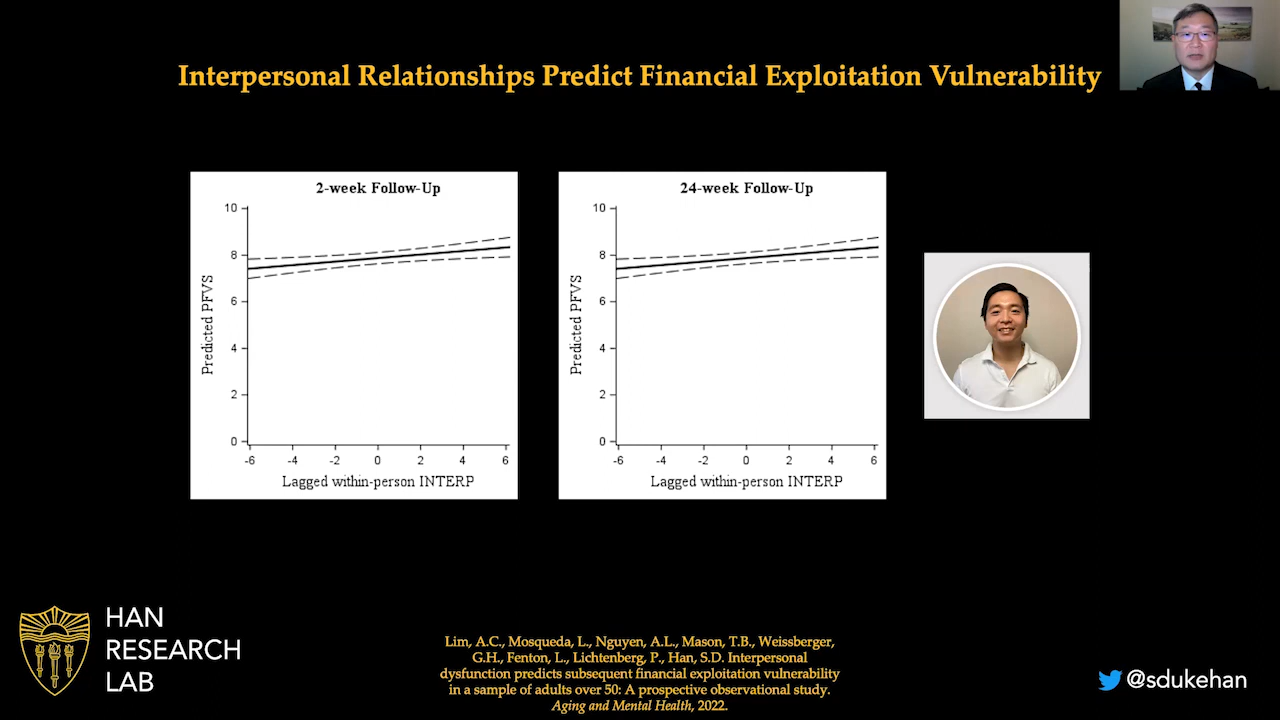 Interpersonal Relationships Predict Financial Exploitation Vulnerability
2-week Follow-Up
10
8
6
4
2
0
Predicted PFVS
-6 -4 -2 0 2 4 6
Lagged within-person INTERP
24-week Follow-Up
10
8
6
4
2
0
Predicted PFVS
-6 -4 -2 0 2 4 6
Lagged within-person INTERP
HAN
RESEARCH
LAB
Lim, A.C., Mosqueda, L., Nguyen, A.L., Mason, T.B., Weissberger,
G.H., Fenton, L., Lichtenberg, P., Han, S.D. Interpersonal
dysfunction predicts subsequent financial exploitation vulnerability
in a sample of adults over 50: A prospective observational study.
Aging and Mental Health, 2022.
@sdukehan